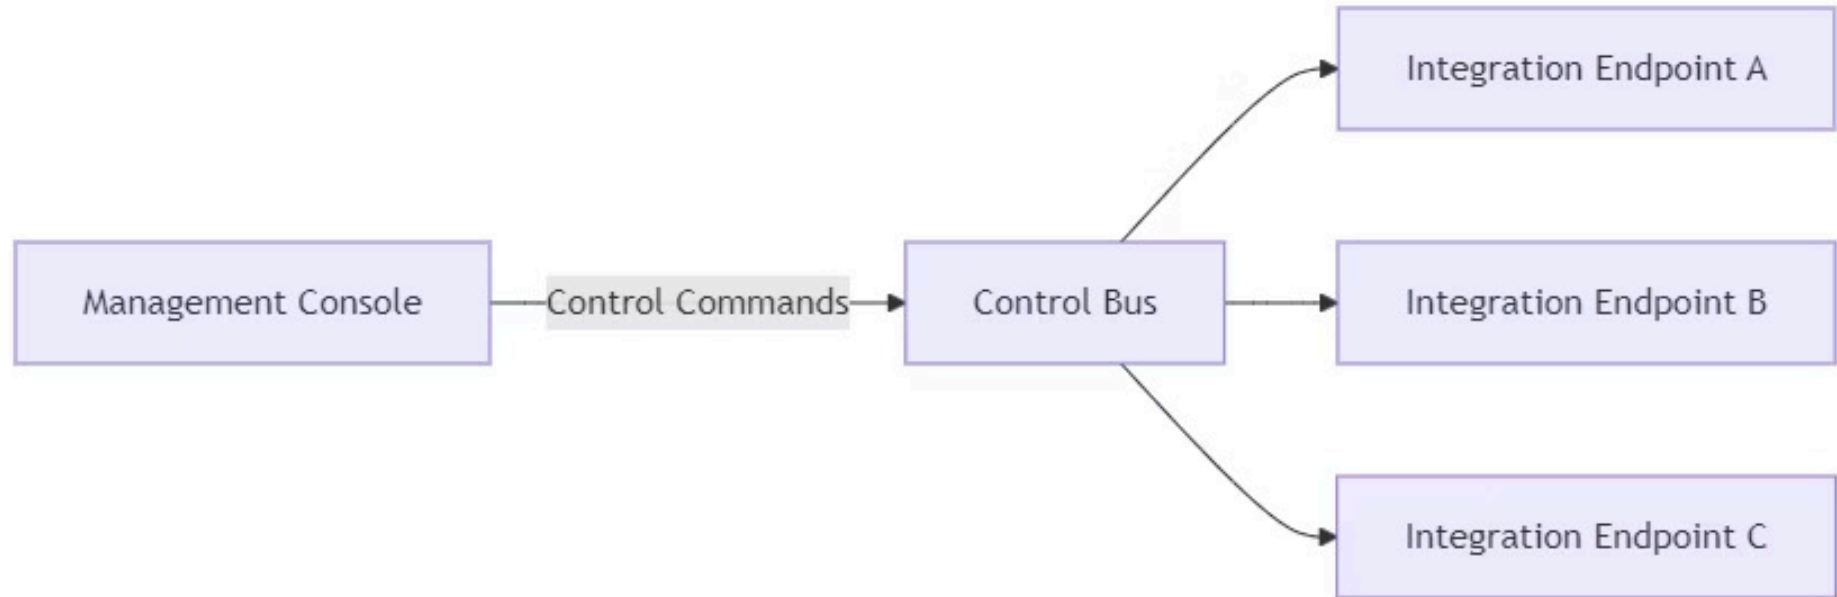 Integration Endpoint A
Management Console
Control Commands
Control Bus
Integration Endpoint B
Integration Endpoint C